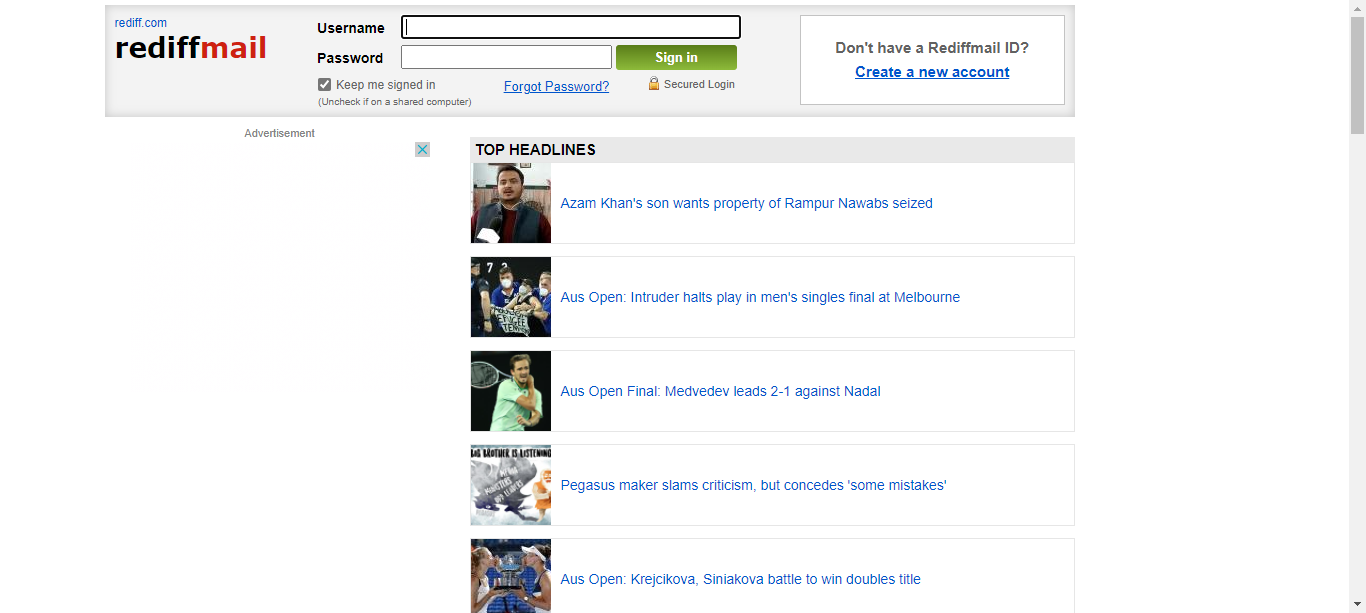 rediff.com
rediffmail
Username
Password
Sign in
Keep me signed in
Forgot Password?
Secured Login
(Uncheck if on a shared computer)
Don't have a Rediffmail ID?
Create a new account
Advertisement
TOP HEADLINES
Azam Khan's son wants property of Rampur Nawabs seized
Aus Open: Intruder halts play in men's singles final at Melbourne
Aus Open Final: Medvedev leads 2-1 against Nadal
BIG BROTHER IS LISTENING
Pegasus maker slams criticism, but concedes 'some mistakes'
Aus Open: Krejcikova, Siniakova battle to win doubles title